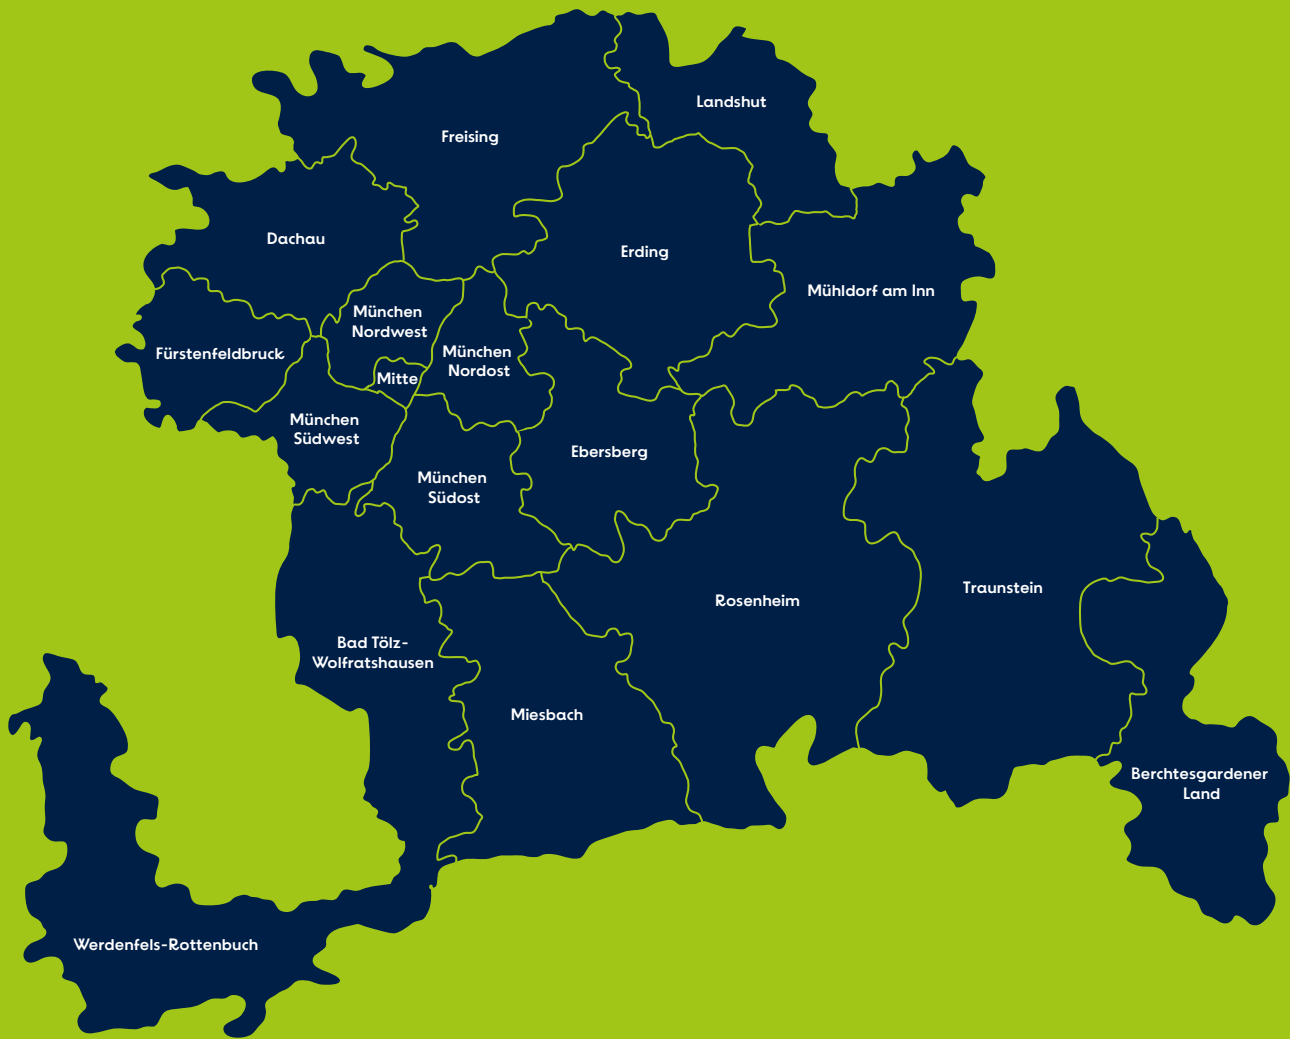 Landshut
Freising
Dachau
Erding
Mühldorf am Inn
München
Nordwest
Fürstenfeldbruck
München
Nordost
Mitte
München
Südwest
Ebersberg
München
Südost
Traunstein
Rosenheim
Bad Tölz-
Wolfratshausen
Miesbach
Berchtesgardener
Land
Werdenfels-Rottenbuch